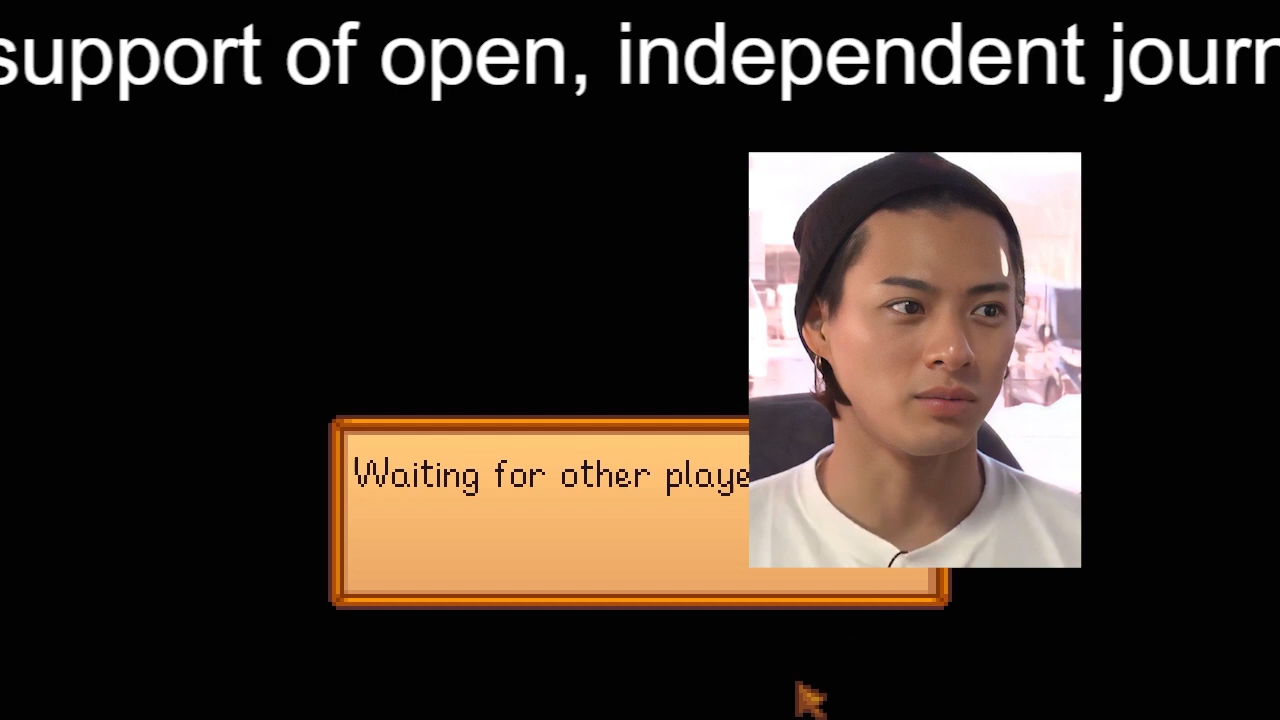 support of open, independent journ
Waiting for other playe